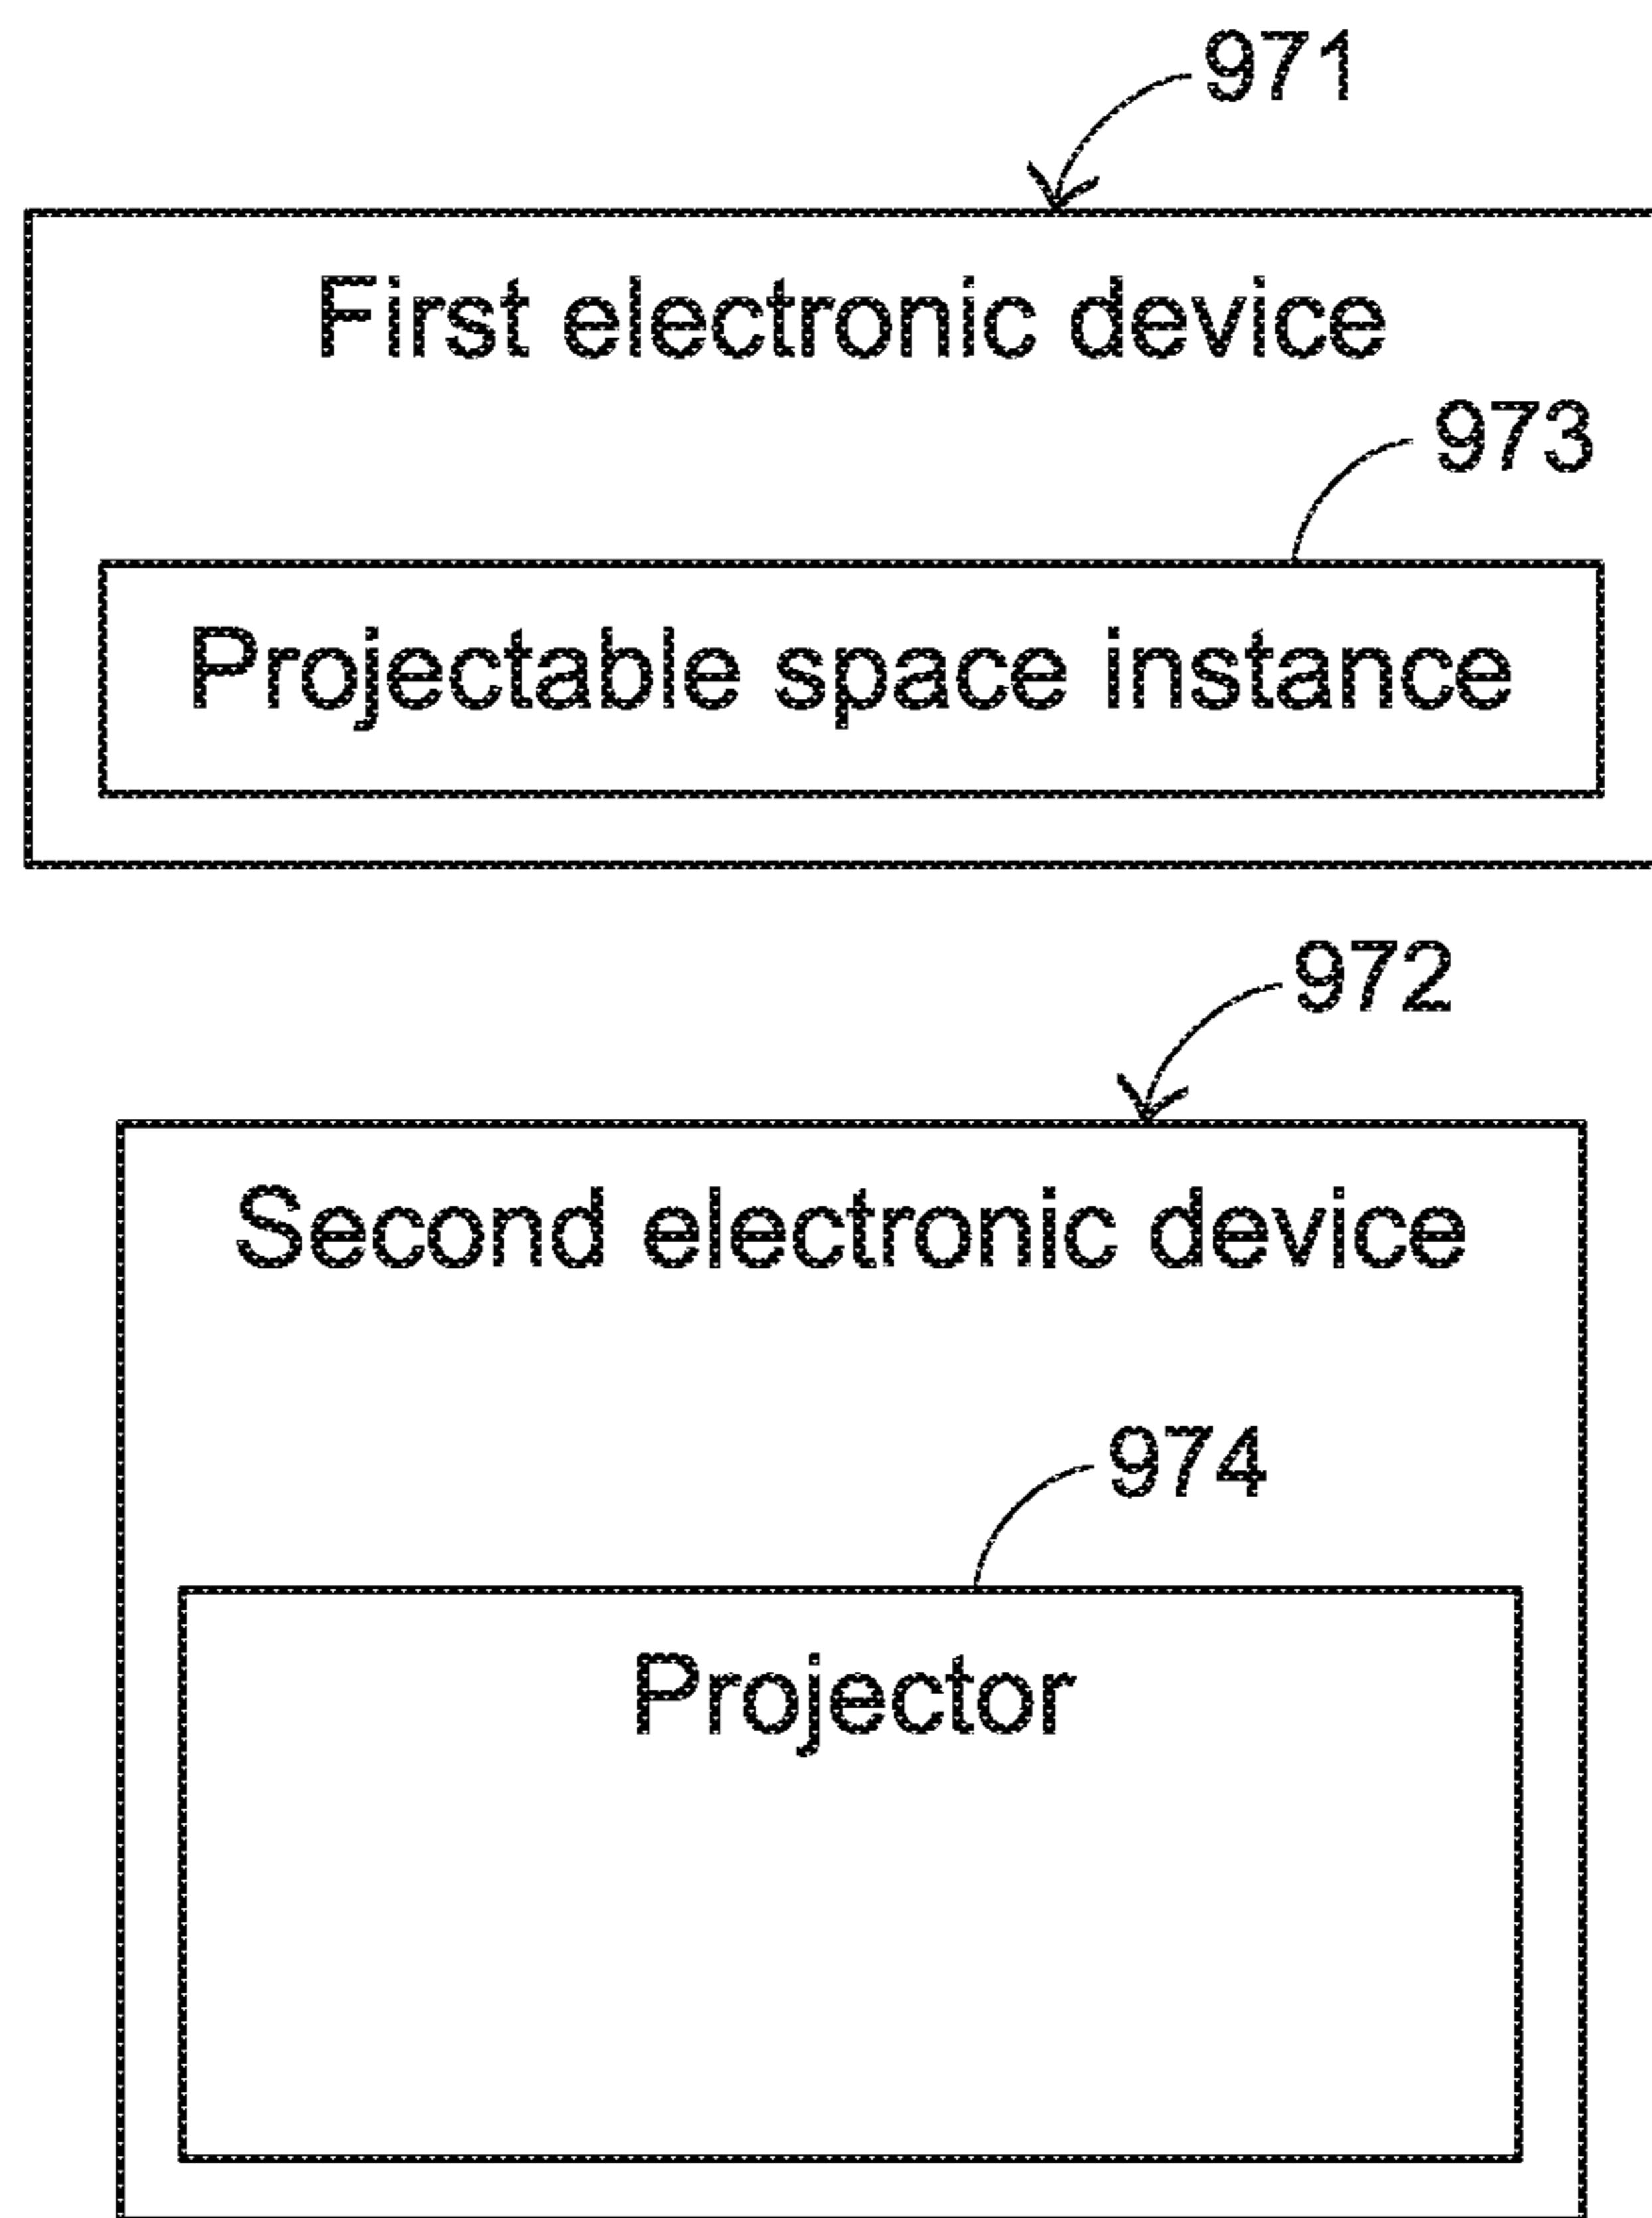 971
First electronic device
973
Projectable space instance
972
Second electronic device
974
Projector